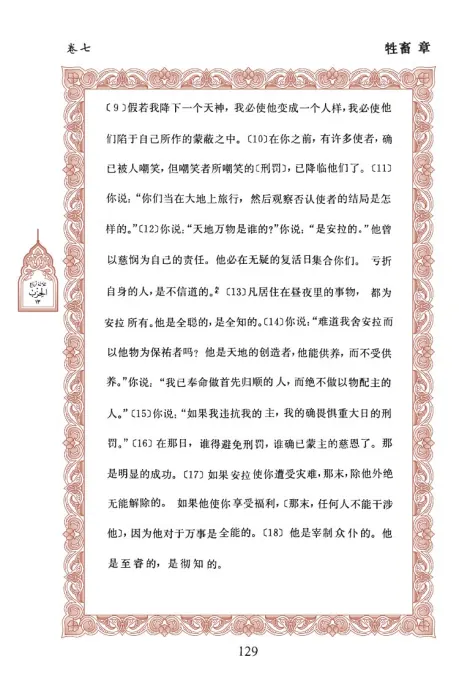 卷七
牲畜 章
〔9〕假若我降下一个天神，我必使他变成一个人样，我必使他
们陷于自己所作的蒙蔽之中。〔10〕在你之前，有许多使者，确
已被人嘲笑，但嘲笑者所嘲笑的〔刑罚〕，已降临他们了。〔11〕
你说：“你们当在大地上旅行，然后观察否认使者的结局是怎
样的。”〔12〕你说：“天地万物是谁的？”你说：“是安拉的。”他曾
以慈悯为自己的责任。他必在无疑的复活日集合你们。 亏折
自身的人，是不信道的。² 〔13〕凡居住在昼夜里的事物， 都为
安拉所有。他是全聪的，是全知的。〔14〕你说：“难道我舍安拉而
以他物为保祐者吗？ 他是天地的创造者，他能供养，而不受供
养。”你说：“我已奉命做首先归顺的人，而绝不做以物配主的
人。”〔15〕你说：“如果我违抗我的主，我的确畏惧重大日的刑
罚。”〔16〕在那日，谁得避免刑罚，谁确已蒙主的慈恩了。那
是明显的成功。〔17〕如果安拉使你遭受灾难，那末，除他外绝
无能解除的。 如果他使你享受福利，〔那末，任何人不能干涉
他〕，因为他对于万事是全能的。〔18〕他是宰制众仆的。他
是至睿的，是彻知的。
الحزب
١٣
129